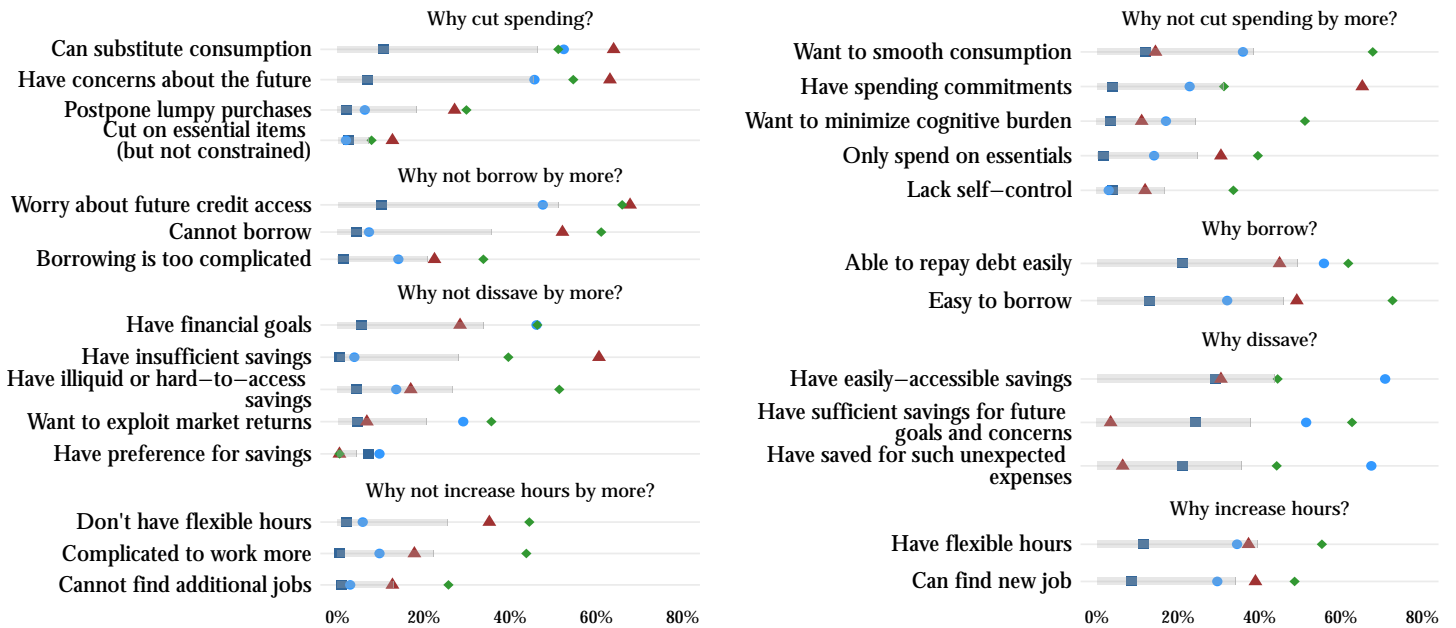 Why cut spending?
Can substitute consumption
Have concerns about the future
Postpone lumpy purchases
Cut on essential items
(but not constrained)
Why not borrow by more?
Worry about future credit access
Cannot borrow
Borrowing is too complicated
Why not dissave by more?
Have financial goals
Have insufficient savings
Have illiquid or hard−to−access
savings
Want to exploit market returns
Have preference for savings
Why not increase hours by more?
Don't have flexible hours
Complicated to work more
Cannot find additional jobs
0% 20% 40% 60% 80%
Why not cut spending by more?
Want to smooth consumption
Have spending commitments
Want to minimize cognitive burden
Only spend on essentials
Lack self−control
Why borrow?
Able to repay debt easily
Easy to borrow
Why dissave?
Have easily−accessible savings
Have sufficient savings for future
goals and concerns
Have saved for such unexpected
expenses
Why increase hours?
Have flexible hours
Can find new job
0% 20% 40% 60% 80%